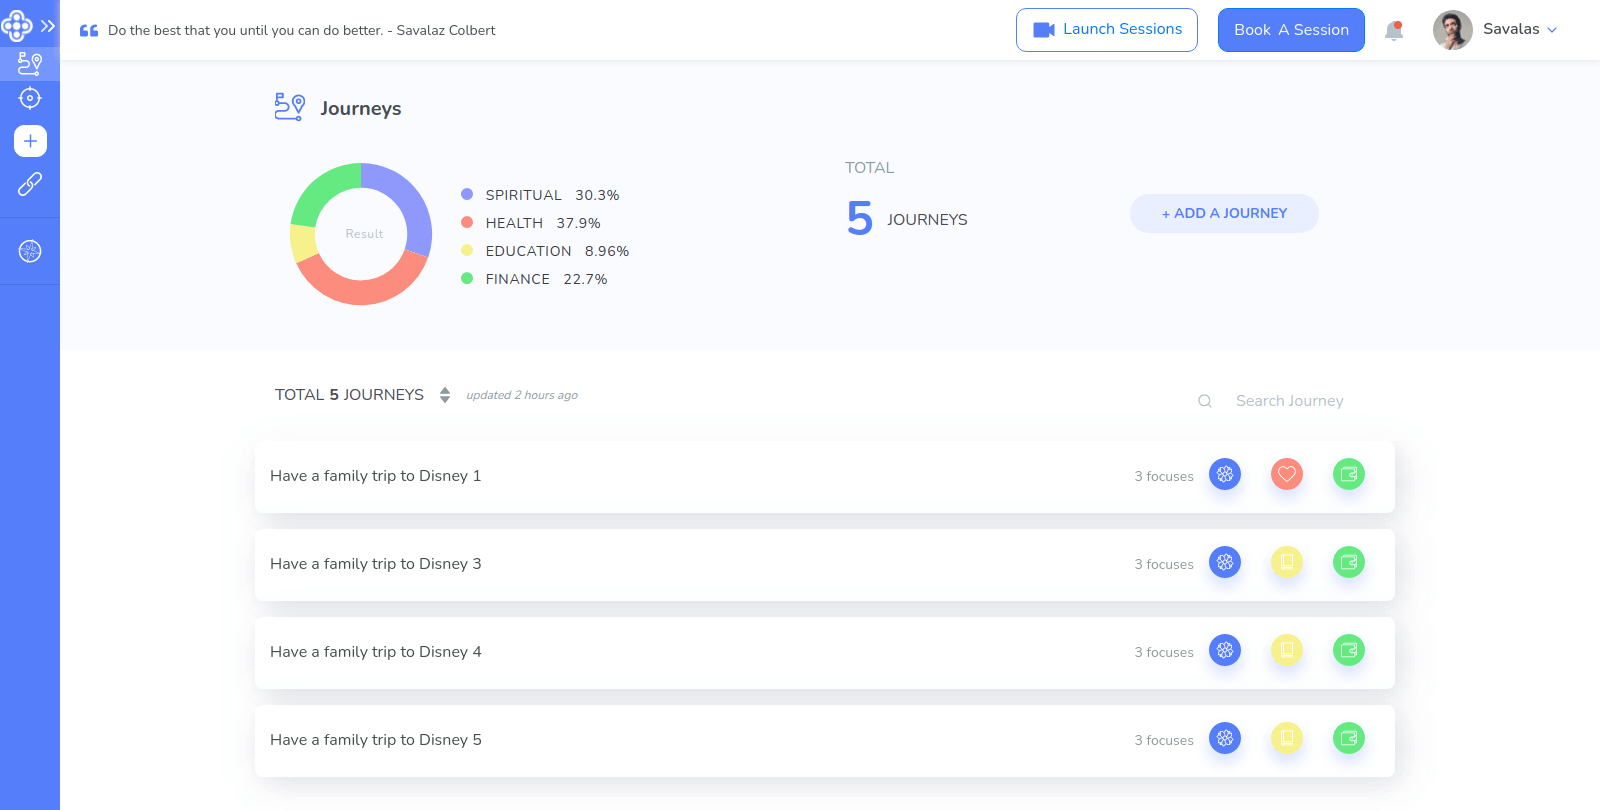 Do the best that you until you can do better. - Savalaz Colbert
Launch Sessions
Book A Session
Savalas
Journeys
Result
SPIRITUAL 30.3%
HEALTH 37.9%
EDUCATION 8.96%
FINANCE 22.7%
TOTAL
5 JOURNEYS
+ ADD A JOURNEY
TOTAL 5 JOURNEYS updated 2 hours ago
Search Journey
Have a family trip to Disney 1 3 focuses
Have a family trip to Disney 3 3 focuses
Have a family trip to Disney 4 3 focuses
Have a family trip to Disney 5 3 focuses